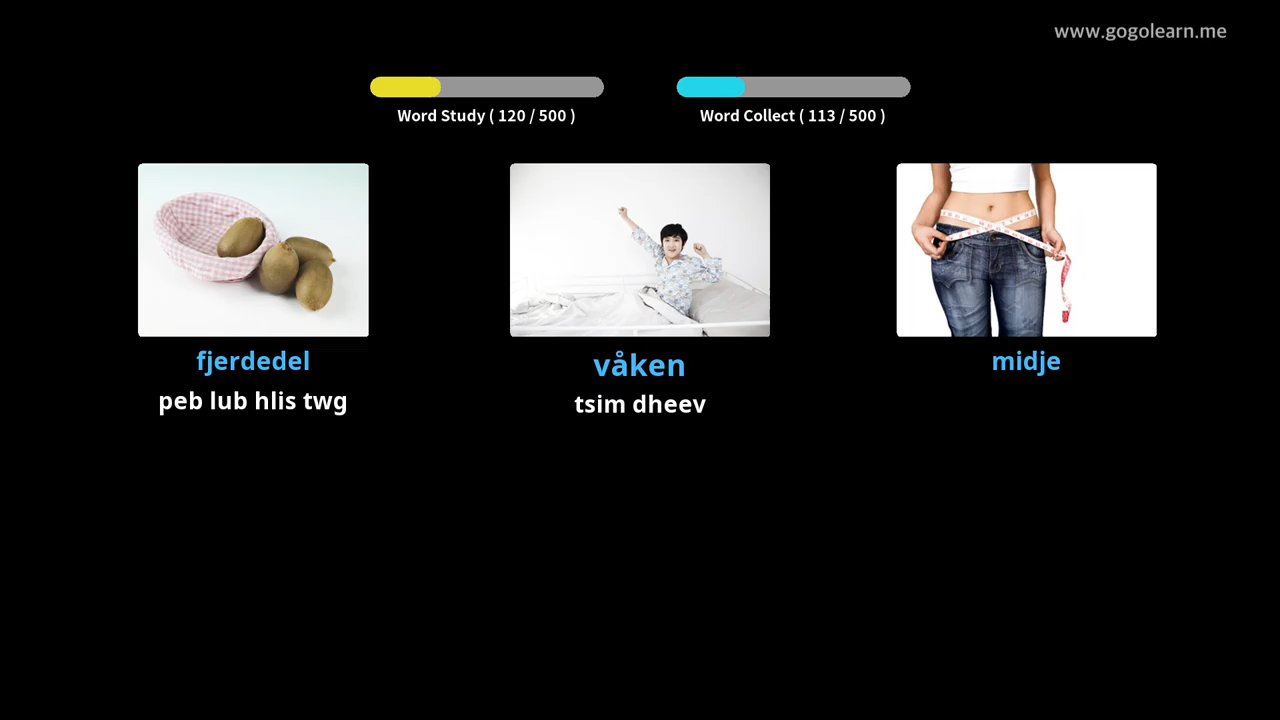 www.gogolearn.me
Word Study ( 120 / 500 )
Word Collect ( 113 / 500 )
fjerdedel
peb lub hlis twg
våken
tsim dheev
midje